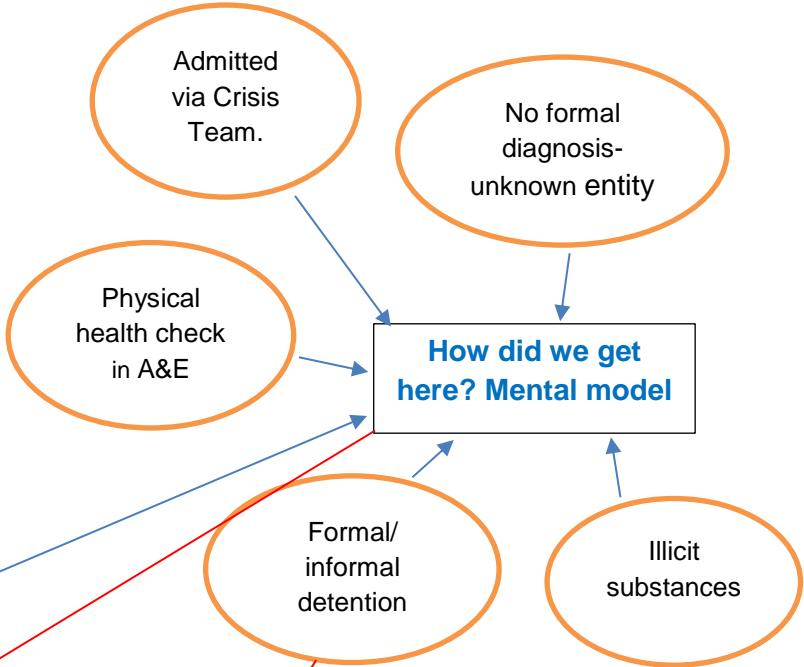 Admitted
via Crisis
Team.
No formal
diagnosis-
unknown entity
Physical
health check
in A&E
How did we get
here? Mental model
Formal/
informal
detention
Illicit
substances